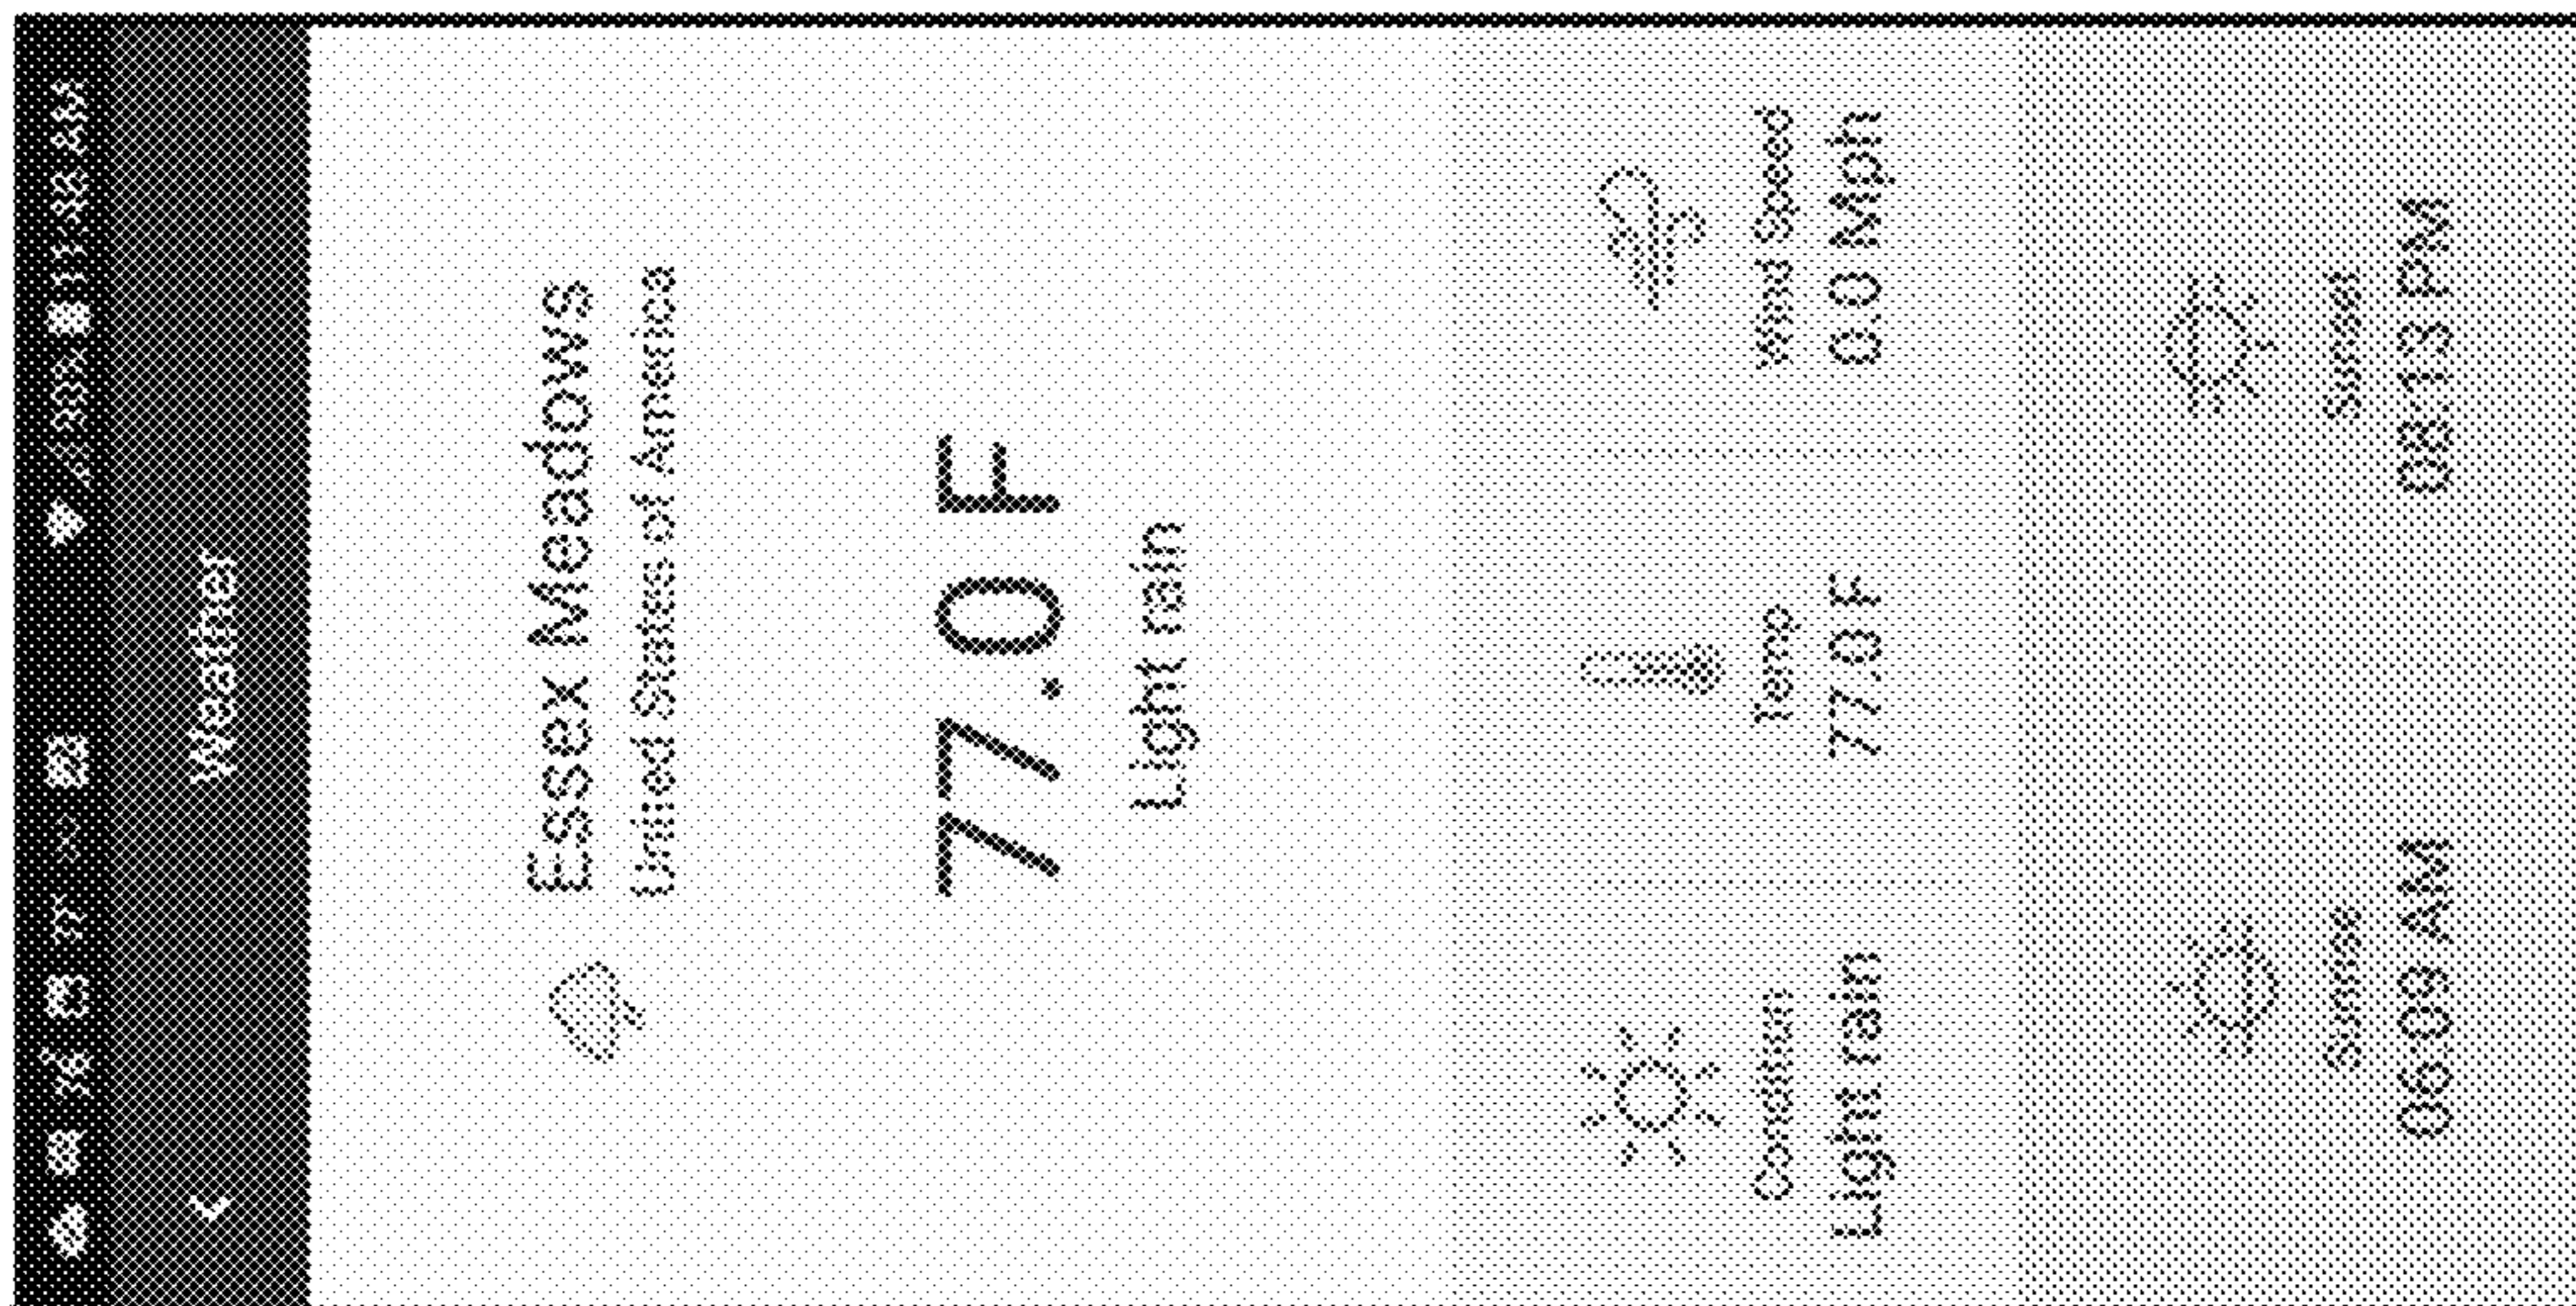 Weather
Essex Meadows
United States of America
77.0 F
Light rain
Condition
Light rain
Temp
77.0 F
Wind Speed
0.0 Mph
Sunrise
06:09 AM
Sunset
08:13 PM